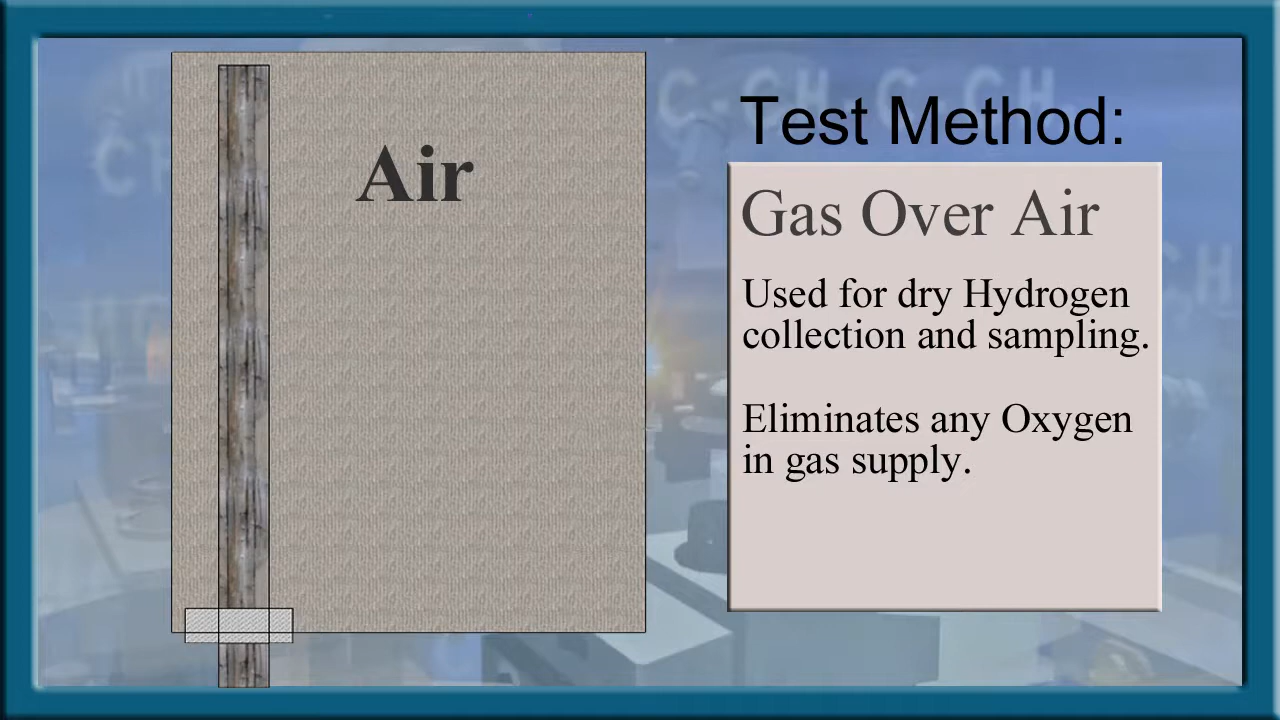 Air
Test Method:
Gas Over Air
Used for dry Hydrogen
collection and sampling.
Eliminates any Oxygen
in gas supply.